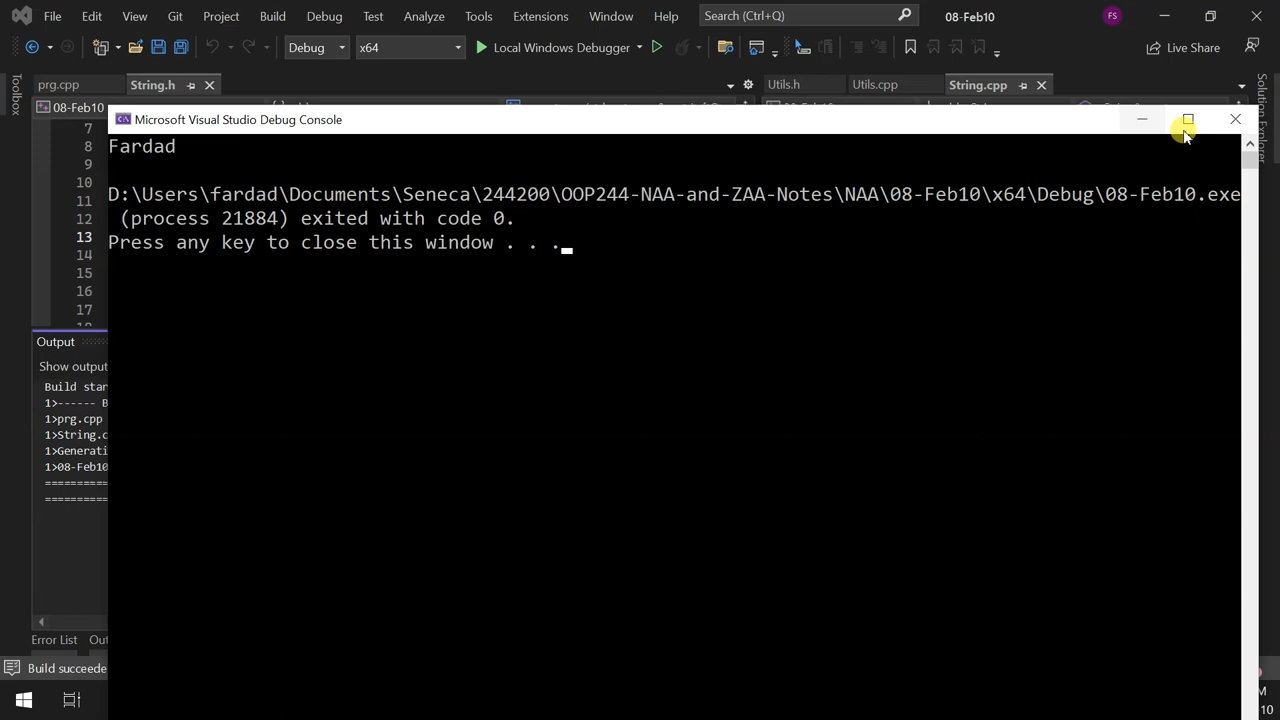 File Edit View Git Project Build Debug Test Analyze Tools Extensions Window Help Search (Ctrl+Q) 08-Feb10 FS
Debug x64 Local Windows Debugger Live Share
Toolbox
prg.cpp String.h Utils.h Utils.cpp String.cpp
Solution Explorer
08-Feb10
Microsoft Visual Studio Debug Console
7
8
9
10
11
12
13
14
15
16
17
Fardad
D:\Users\fardad\Documents\Seneca\244200\OOP244-NAA-and-ZAA-Notes\NAA\08-Feb10\x64\Debug\08-Feb10.exe
(process 21884) exited with code 0.
Press any key to close this window . . .
Output
Show output
Build star
1>------ B
1>prg.cpp
1>String.c
1>Generati
1>08-Feb10
==========
==========
Error List Ou
Build succeede
M
10